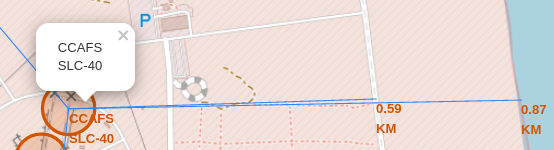 P
CCAFS
SLC-40
×
CCAFS
SLC-40
0.59
KM
0.87
KM